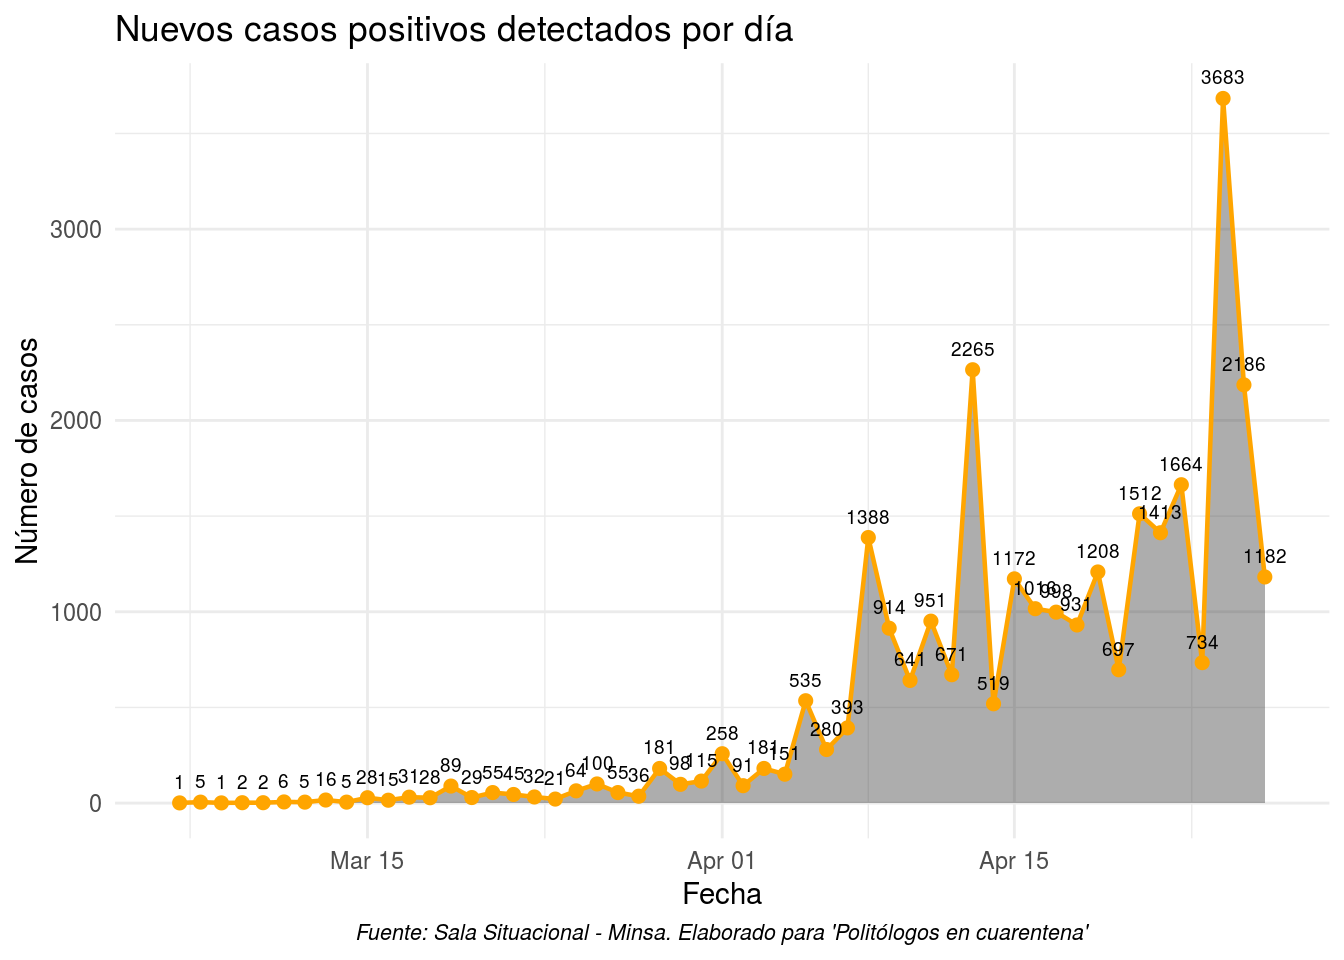 Nuevos casos positivos detectados por día
Número de casos
3000
2000
1000
0
1 5 1 2 2 6 5 16 5 28 15 31 28 89 29 55 45 32 21 64 100 55 36 181 98 115 258 91 181 151 535 280 393 1388 914 641 951 671 2265 519 1172 1016 998 931 1208 697 1512 1413 1664 734 3683 2186 1182
Mar 15 Apr 01 Apr 15
Fecha
Fuente: Sala Situacional - Minsa. Elaborado para 'Politólogos en cuarentena'